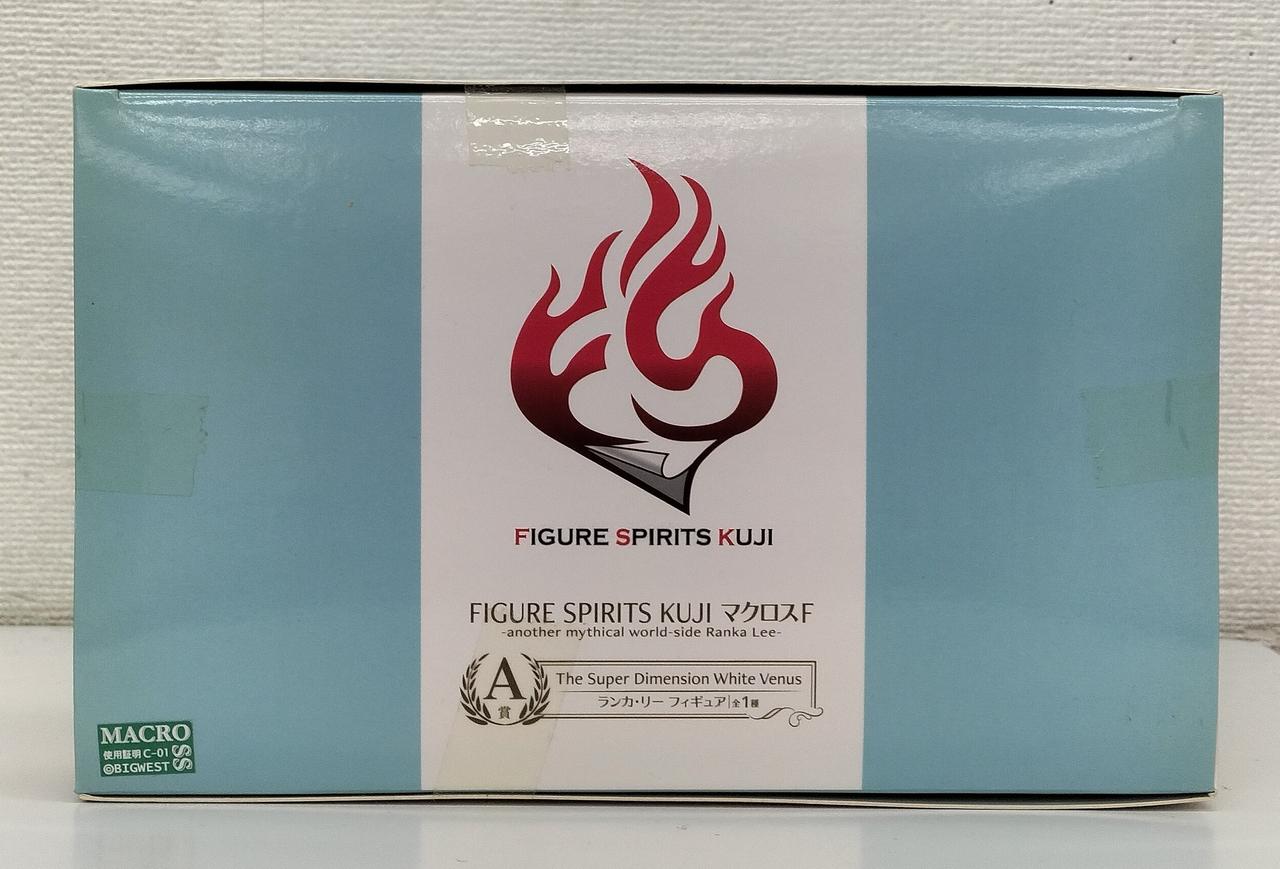 FIGURE SPIRITS KUJI
FIGURE SPIRITS KUJI マクロスF
-another mythical world-side Ranka Lee-
A賞
The Super Dimension White Venus
ランカ・リー フィギュア|全1種
MACROSS
使用証明 C-01
©BIGWEST